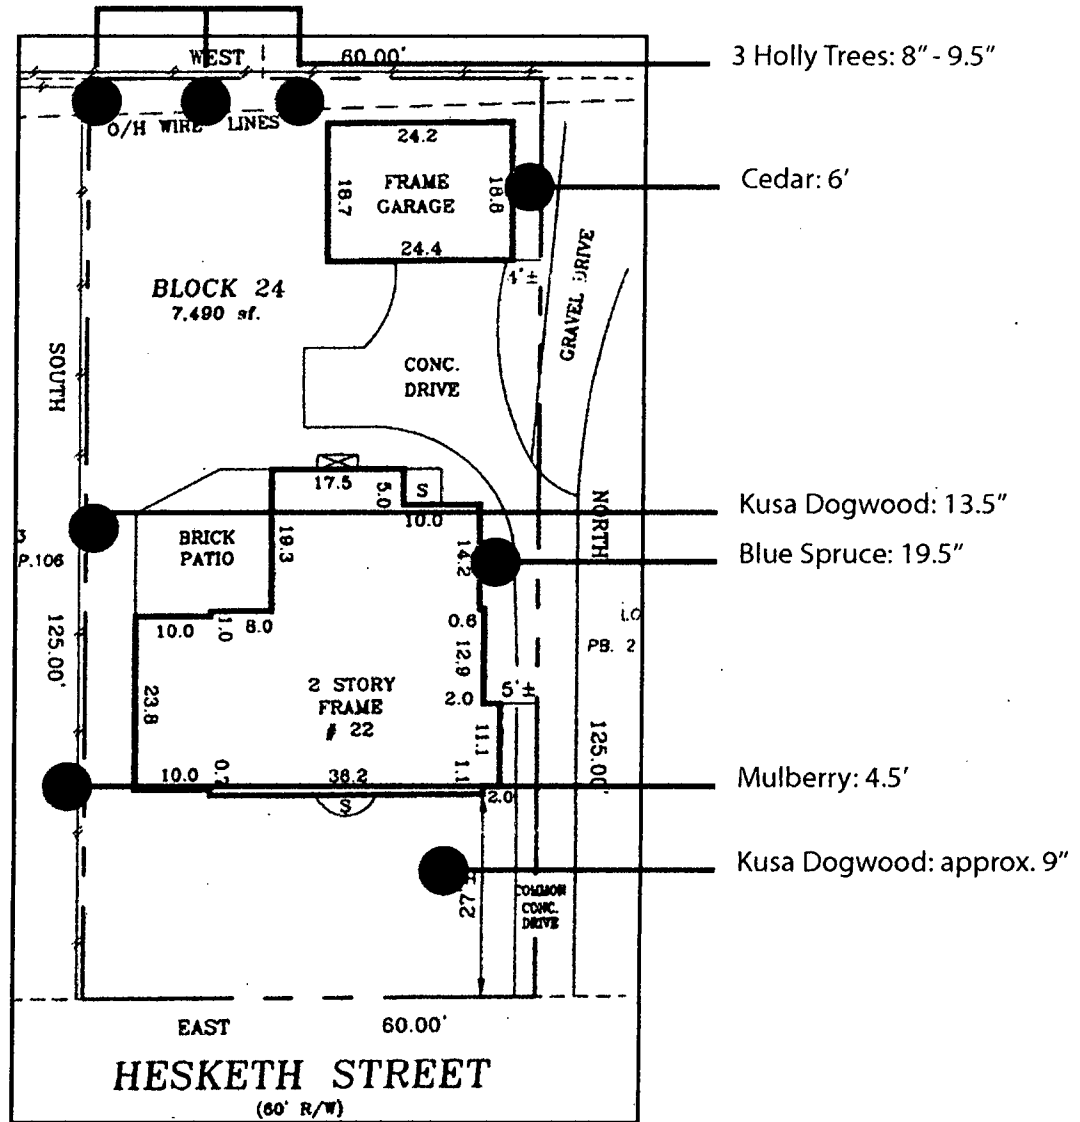 WEST 60.00'
3 Holly Trees: 8" - 9.5"
O/H WIRE LINES
24.2
Cedar: 6'
18.7
FRAME
GARAGE
18.8
24.4
4'±
GRAVEL DRIVE
BLOCK 24
7,490 sf.
SOUTH
CONC.
DRIVE
17.5
5.0
S
10.0
NORTH
Kusa Dogwood: 13.5"
BRICK
PATIO
19.3
14.2
Blue Spruce: 19.5"
3
P.106
125.00'
10.0
1.0
8.0
0.6
PB. 2
12.9
23.8
2 STORY
FRAME
# 22
2.0
5'±
11.1
125.00'
10.0
38.2
1.1
2.0
S
Mulberry: 4.5'
Kusa Dogwood: approx. 9"
27'±
COMMON
CONC.
DRIVE
EAST 60.00'
HESKETH STREET
(60' R/W)